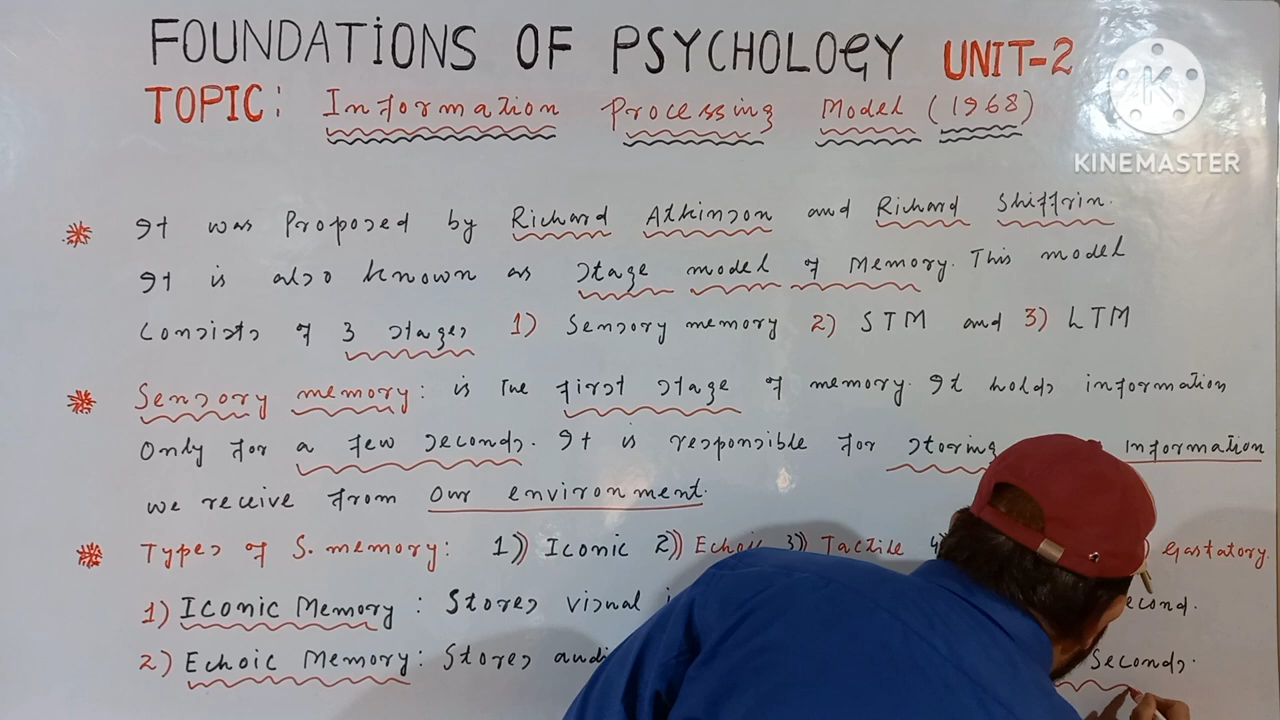 FOUNDATIONS OF PSYCHOLOGY UNIT-2
TOPIC: Information Processing Model (1968)
KINEMASTER
It was Proposed by Richard Atkinson and Richard Shiffrin.
It is also known as stage model of Memory. This model
Consists of 3 stages 1) Sensory memory 2) STM and 3) LTM
Sensory memory: is the first stage of memory. It holds information
Only for a few seconds. It is responsible for storing Information
we receive from Our environment.
Types of S. memory: 1) Iconic 2) Echoic 3) Tactile 4) Gastatory.
1) Iconic Memory: Stores visual
2) Echoic Memory: Stores Seconds.